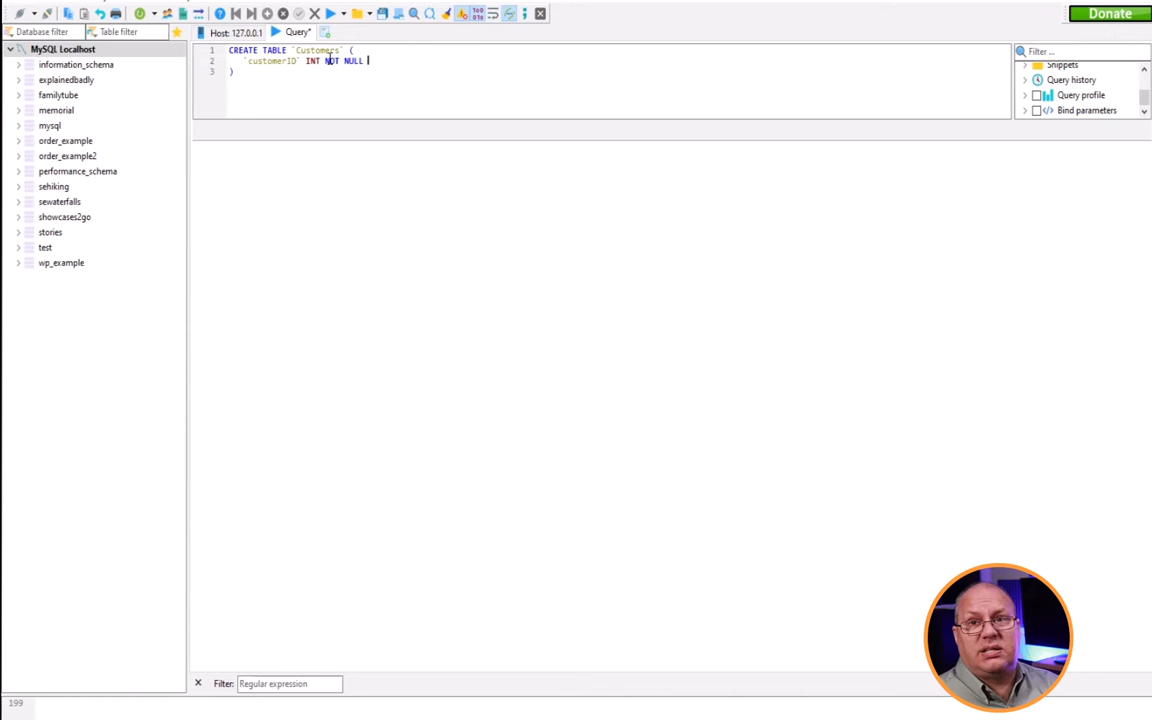 Donate
Database filter
Table filter
Host: 127.0.0.1
Query*
MySQL Localhost
information_schema
explainedbadly
familytube
memorial
mysql
order_example
order_example2
performance_schema
sehiking
sewaterfalls
showcases2go
stories
test
wp_example
1 CREATE TABLE `Customers` (
2 `customerID` INT NOT NULL
3 )
Filter ...
Snippets
Query history
Query profile
Bind parameters
Filter: Regular expression
199